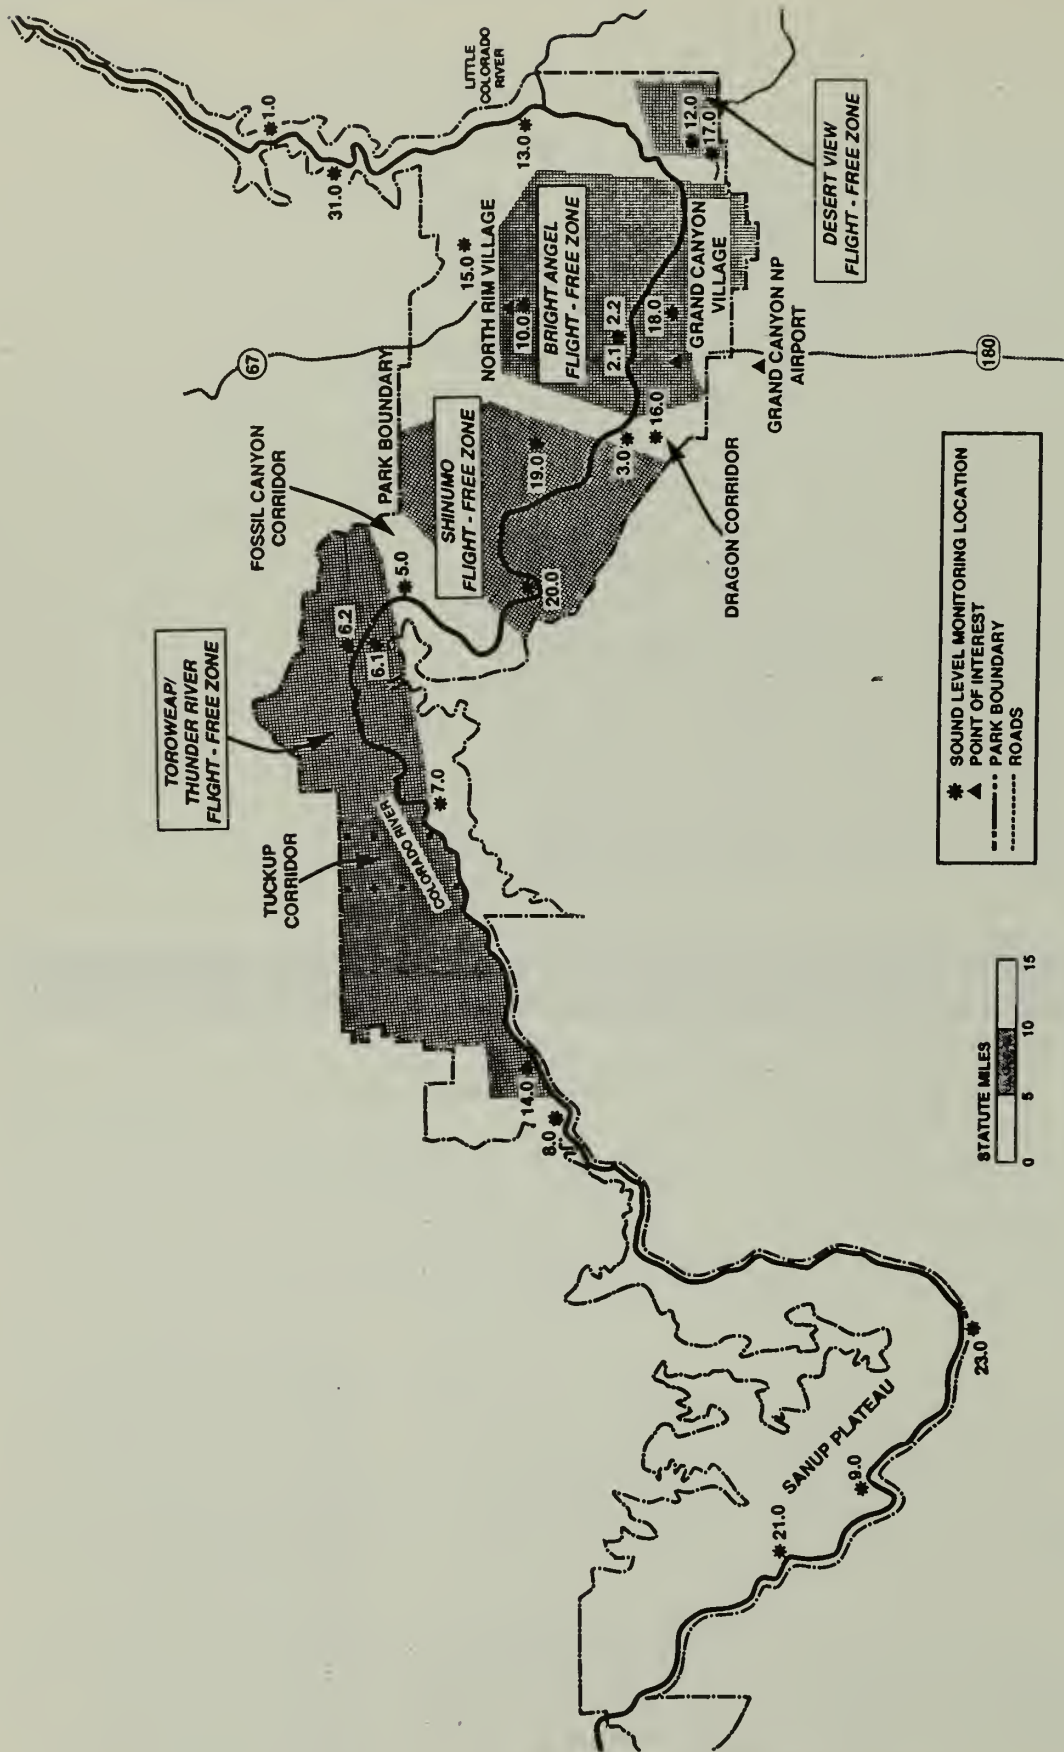 LITTLE
COLORADO
RIVER
1.0
31.0
13.0
12.0
17.0
DESERT VIEW
FLIGHT - FREE ZONE
15.0
NORTH RIM VILLAGE
10.0
BRIGHT ANGEL
FLIGHT - FREE ZONE
2.1
2.2
18.0
GRAND CANYON
VILLAGE
GRAND CANYON NP
AIRPORT
180
67
PARK BOUNDARY
FOSSIL CANYON
CORRIDOR
SHINUMO
FLIGHT - FREE ZONE
19.0
3.0
16.0
DRAGON CORRIDOR
5.0
20.0
6.2
6.1
TOROWEAP/
THUNDER RIVER
FLIGHT - FREE ZONE
7.0
COLORADO RIVER
TUCKUP
CORRIDOR
14.0
8.0
23.0
SANUP PLATEAU
9.0
21.0
SOUND LEVEL MONITORING LOCATION
POINT OF INTEREST
PARK BOUNDARY
ROADS
STATUTE MILES
0 5 10 15